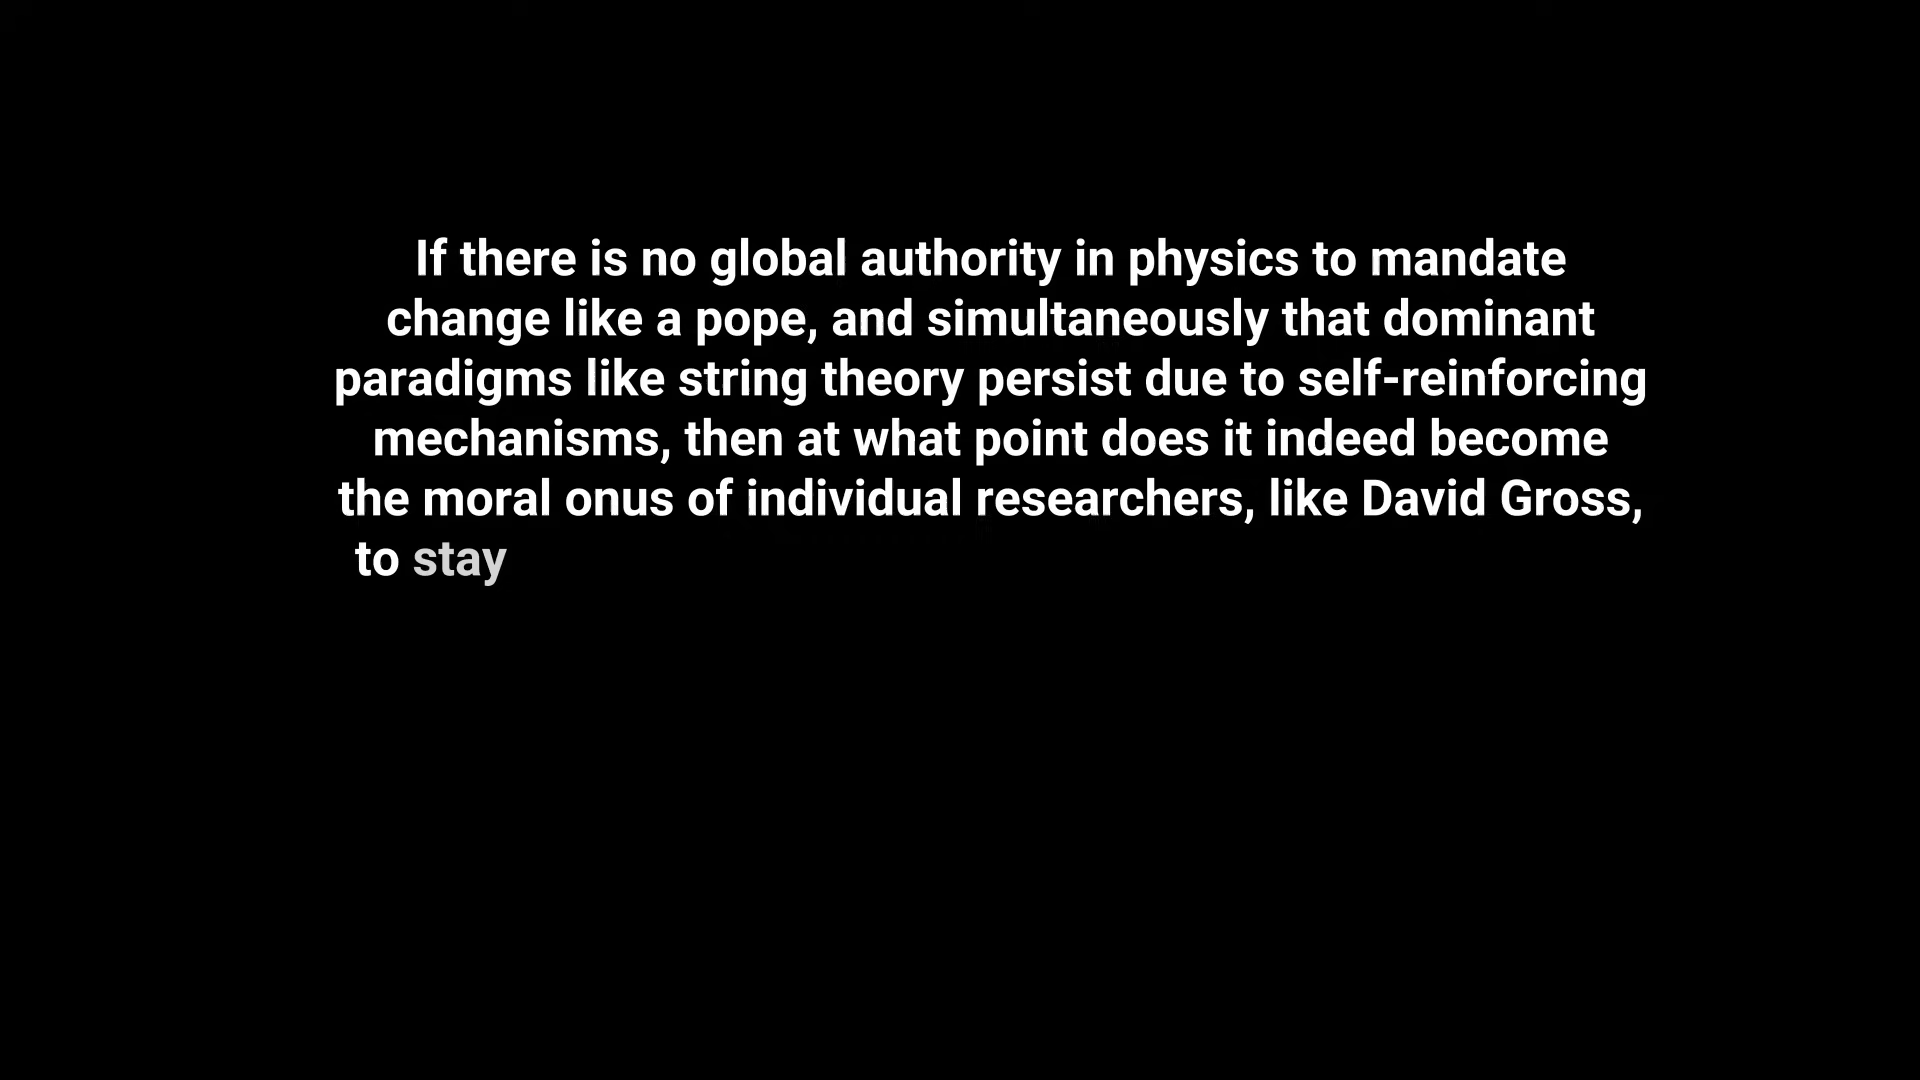 If there is no global authority in physics to mandate
change like a pope, and simultaneously that dominant
paradigms like string theory persist due to self-reinforcing
mechanisms, then at what point does it indeed become
the moral onus of individual researchers, like David Gross,
to stay